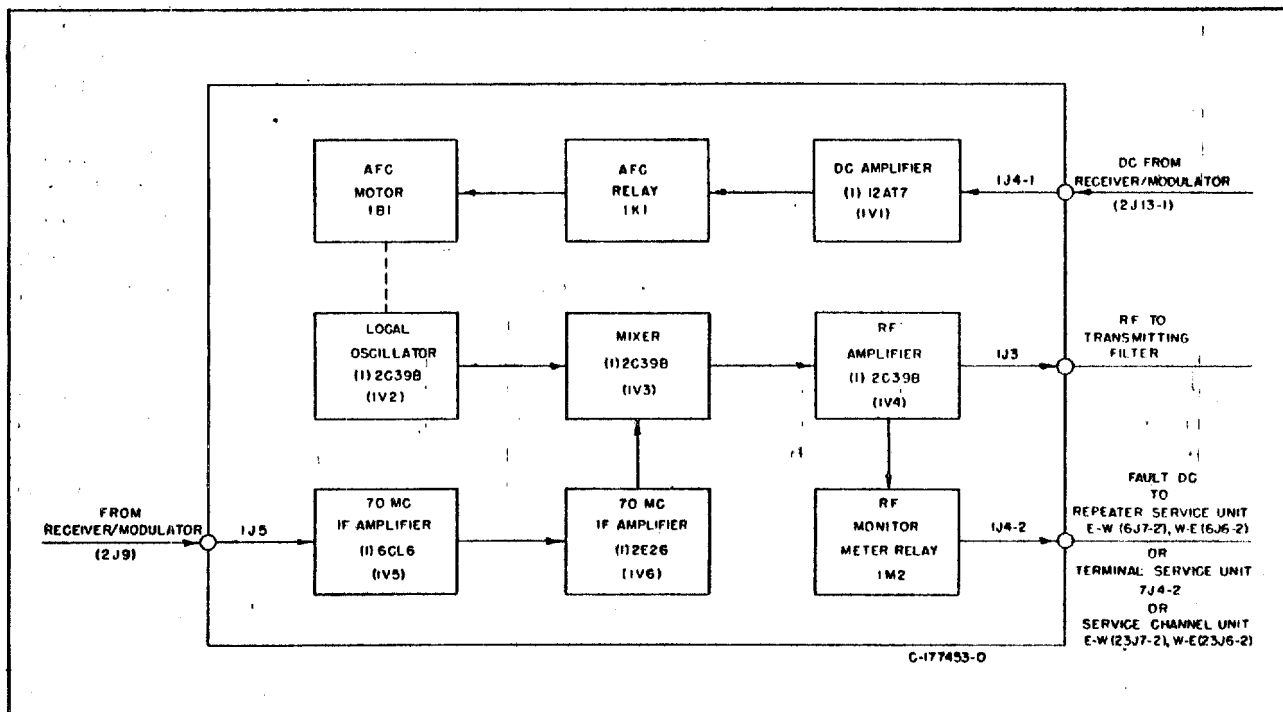 AFC
MOTOR
1B1
AFC
RELAY
1K1
DC AMPLIFIER
(1) 12AT7
(1V1)
1J4-1
DC FROM
RECEIVER/MODULATOR
(2J13-1)
LOCAL
OSCILLATOR
(1) 2C39B
(1V2)
MIXER
(1) 2C39B
(1V3)
RF
AMPLIFIER
(1) 2C39B
(1V4)
1J3
RF TO
TRANSMITTING
FILTER
FROM
RECEIVER/MODULATOR
(2J9)
1J5
70 MC
IF AMPLIFIER
(1) 6CL6
(1V5)
70 MC
IF AMPLIFIER
(1) 2E26
(1V6)
RF
MONITOR
METER RELAY
1M2
1J4-2
FAULT DC
TO
REPEATER SERVICE UNIT
E-W (6J7-2), W-E (6J6-2)
OR
TERMINAL SERVICE UNIT
7J4-2
OR
SERVICE CHANNEL UNIT
E-W (23J7-2), W-E (23J6-2)
C-177453-0